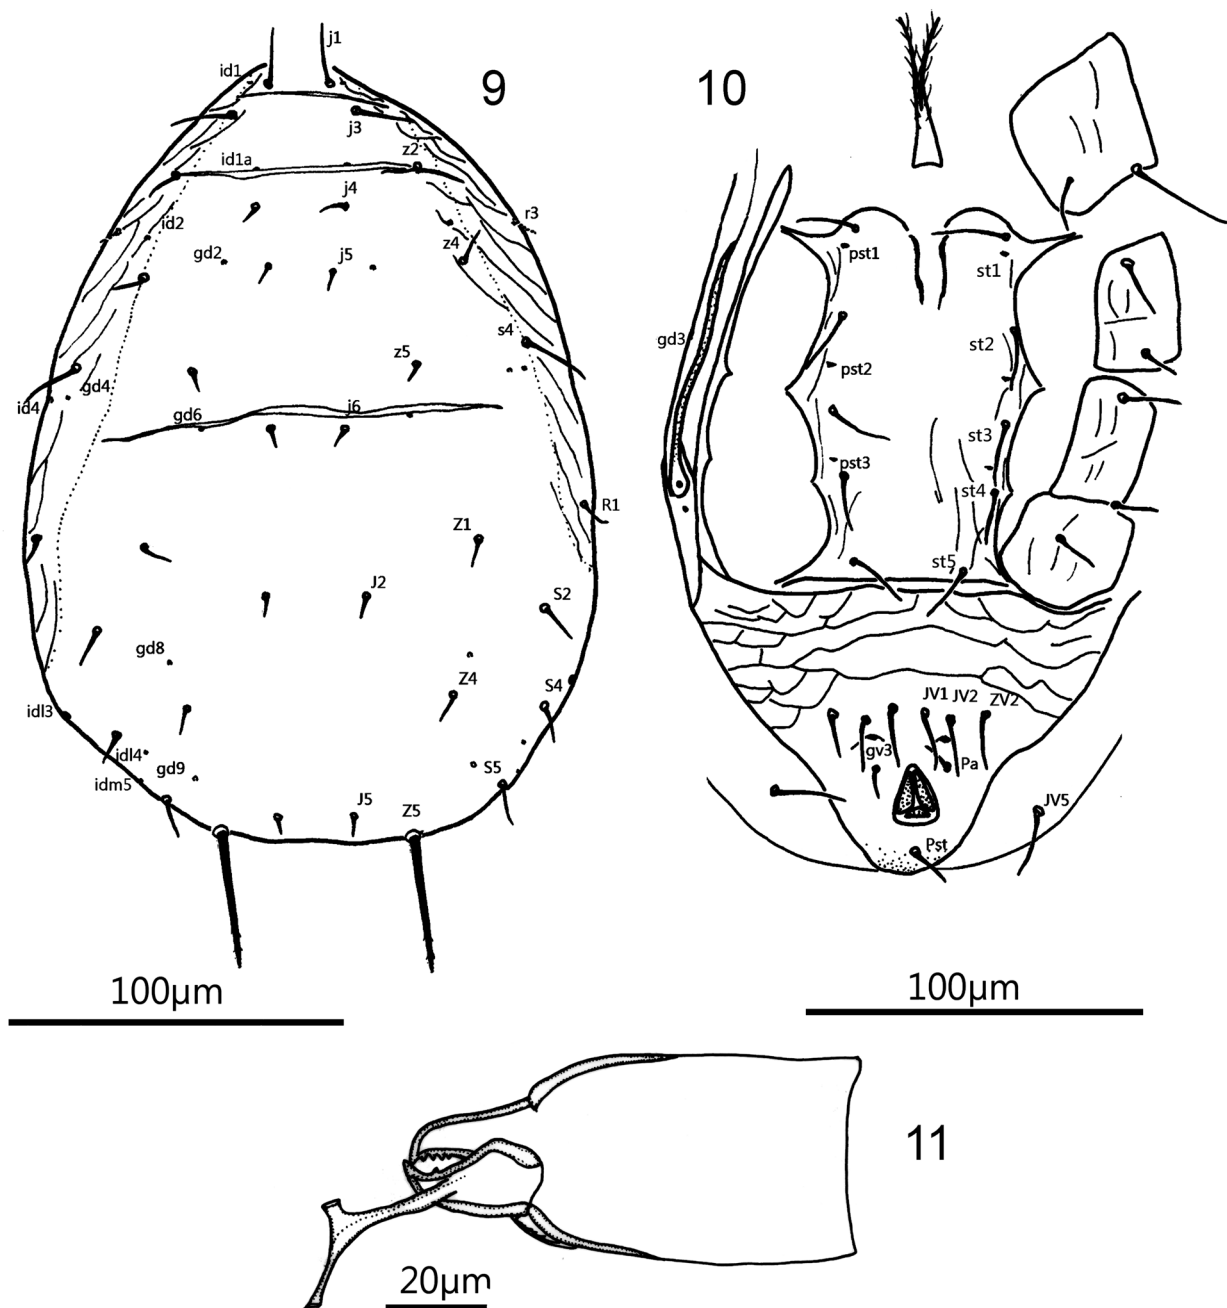 j1
id1
9
j3
id1a
z2
j4
r3
id2
z4
gd2
j5
s4
z5
gd4
id4
gd6
j6
R1
Z1
J2
S2
gd8
Z4
S4
idl3
idl4
gd9
idm5
S5
J5
Z5
100μm
10
pst1
st1
gd3
st2
pst2
st3
pst3
st4
st5
JV1 JV2 ZV2
gv3
Pa
JV5
Pst
100μm
11
20μm